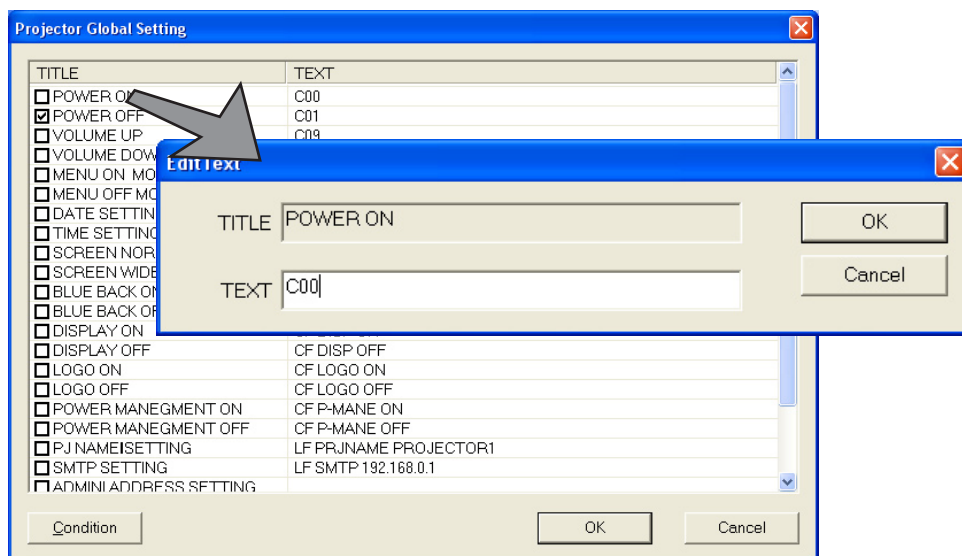 Projector Global Setting
TITLE TEXT
POWER ON C00
POWER OFF C01
VOLUME UP C09
VOLUME DOW
MENU ON MO
MENU OFF MO
DATE SETTIN
TIME SETTING
SCREEN NOR
SCREEN WIDE
BLUE BACK ON
BLUE BACK OF
DISPLAY ON
DISPLAY OFF CF DISP OFF
LOGO ON CF LOGO ON
LOGO OFF CF LOGO OFF
POWER MANEGMENT ON CF P-MANE ON
POWER MANEGMENT OFF CF P-MANE OFF
PJ NAMEISETTING LF PRJNAME PROJECTOR1
SMTP SETTING LF SMTP 192.168.0.1
ADMINI ADDRESS SETTING
Condition OK Cancel
EditText
TITLE POWER ON OK
TEXT C00 Cancel